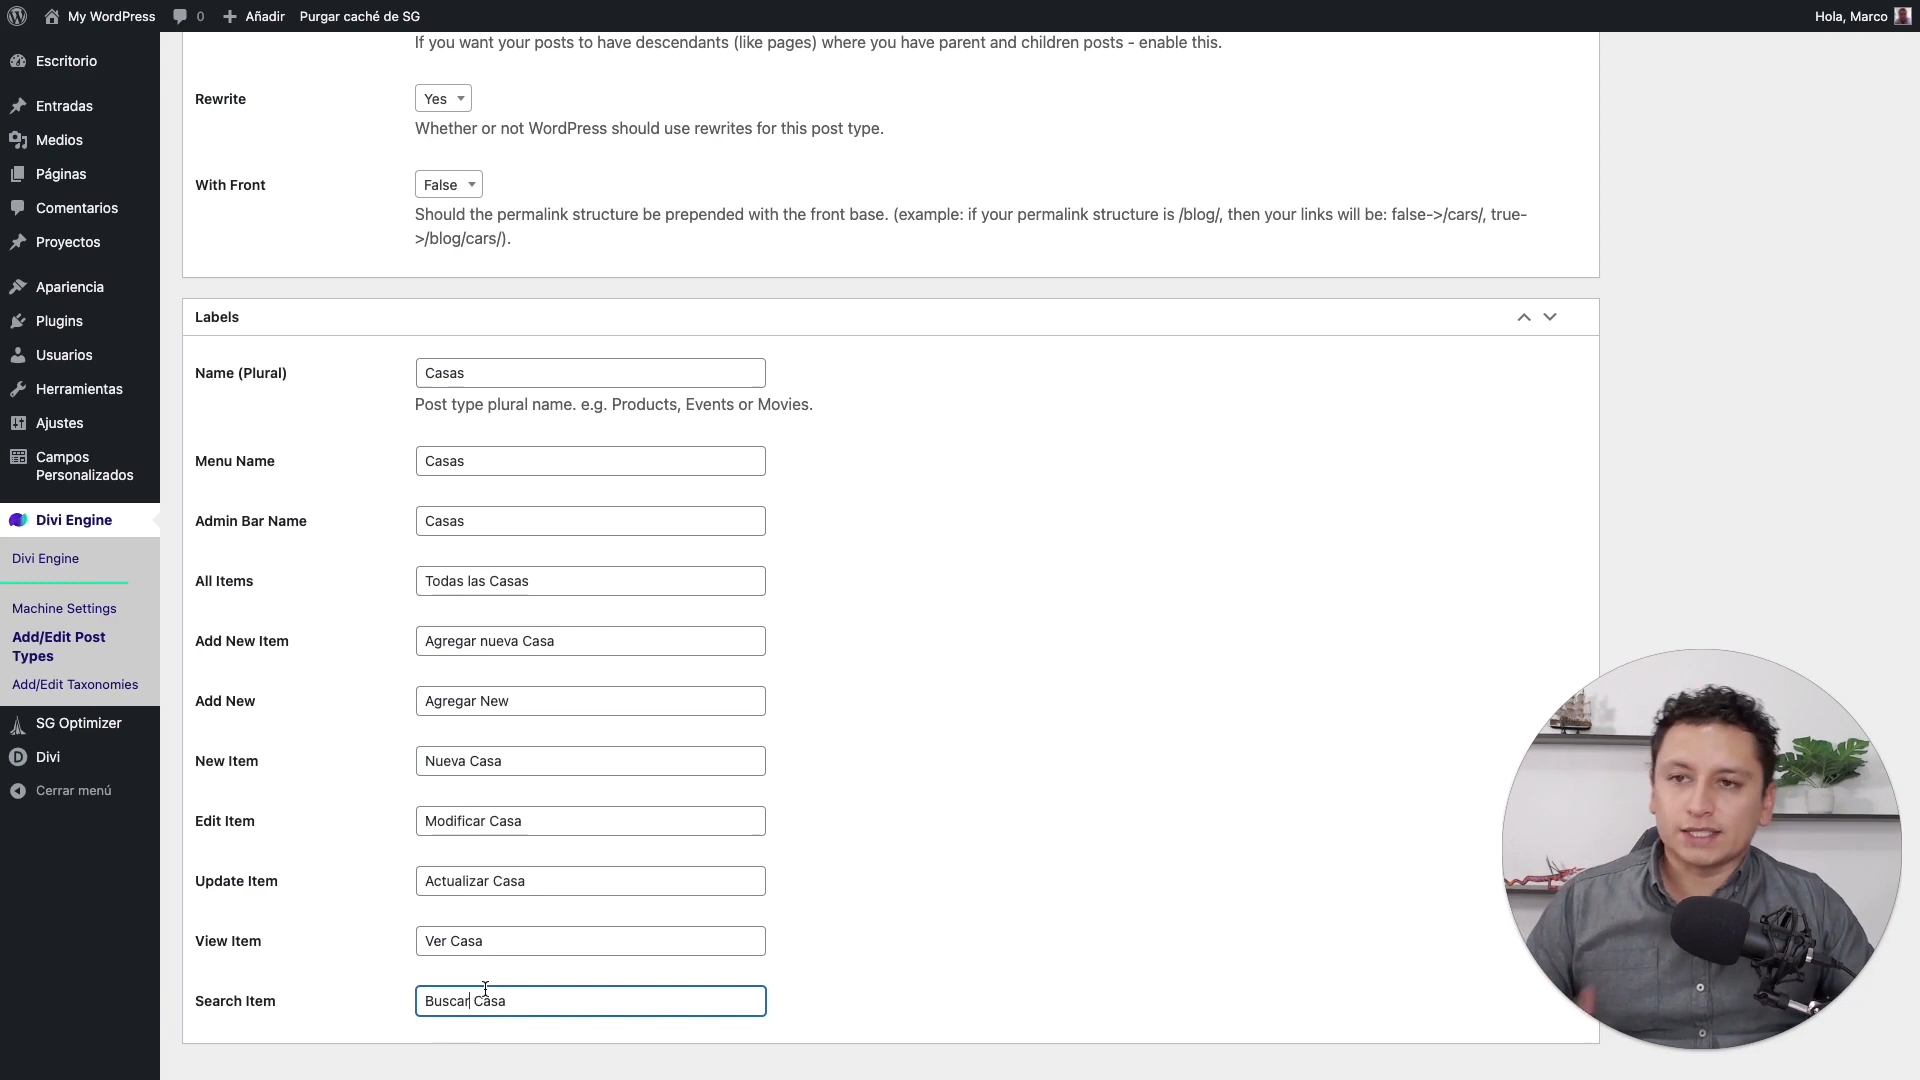 My WordPress
0
Añadir
Purgar caché de SG
Hola, Marco
Escritorio
Entradas
Medios
Páginas
Comentarios
Proyectos
Apariencia
Plugins
Usuarios
Herramientas
Ajustes
Campos
Personalizados
Divi Engine
Divi Engine
Machine Settings
Add/Edit Post
Types
Add/Edit Taxonomies
SG Optimizer
Divi
Cerrar menú
If you want your posts to have descendants (like pages) where you have parent and children posts - enable this.
Rewrite
Yes
Whether or not WordPress should use rewrites for this post type.
With Front
False
Should the permalink structure be prepended with the front base. (example: if your permalink structure is /blog/, then your links will be: false->/cars/, true-
>/blog/cars/).
Labels
Name (Plural)
Casas
Post type plural name. e.g. Products, Events or Movies.
Menu Name
Casas
Admin Bar Name
Casas
All Items
Todas las Casas
Add New Item
Agregar nueva Casa
Add New
Agregar New
New Item
Nueva Casa
Edit Item
Modificar Casa
Update Item
Actualizar Casa
View Item
Ver Casa
Search Item
Buscar Casa